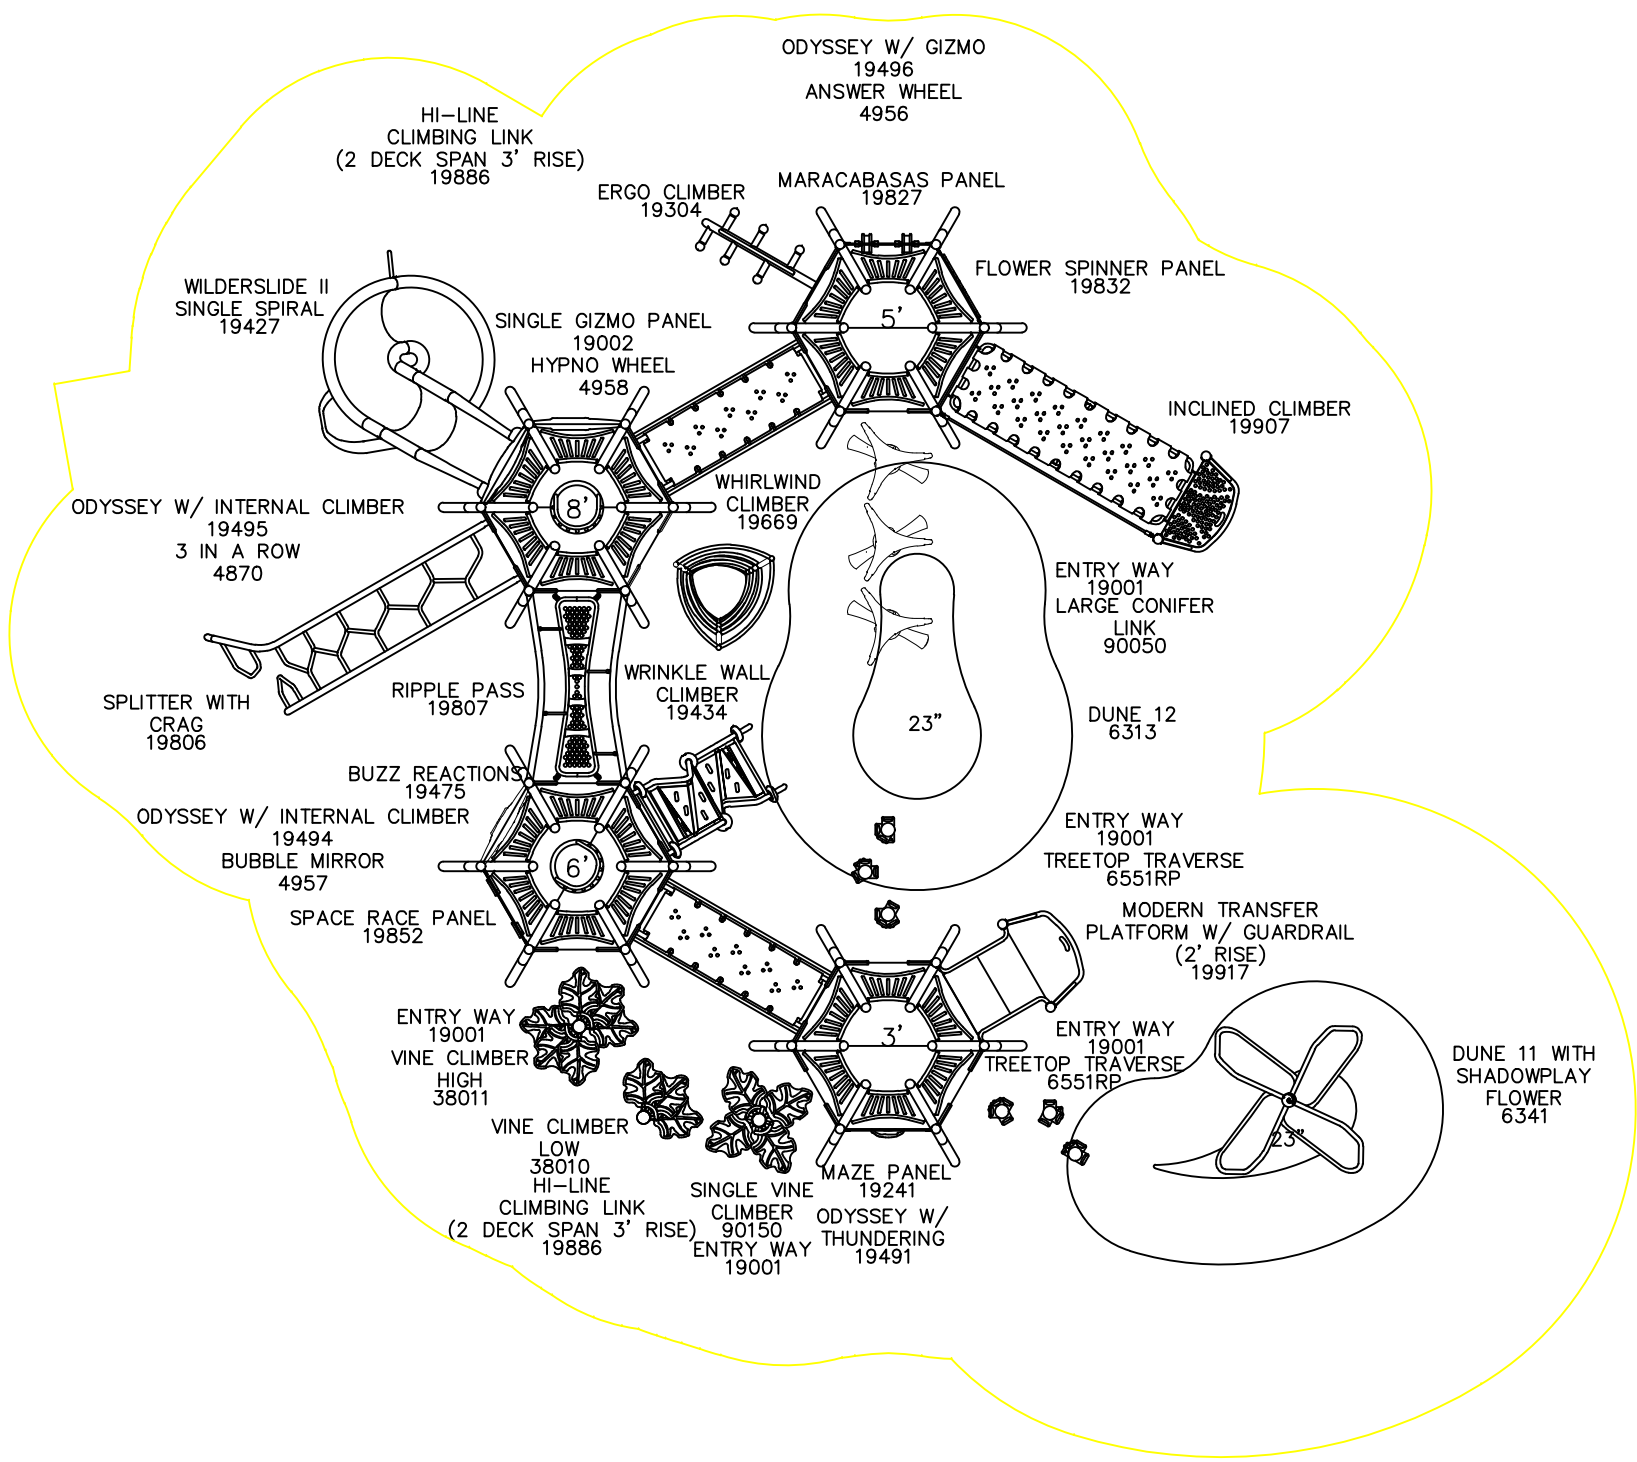 ODYSSEY W/ GIZMO
19496
ANSWER WHEEL
4956
HI-LINE
CLIMBING LINK
(2 DECK SPAN 3' RISE)
19886
ERGO CLIMBER
19304
MARACABASAS PANEL
19827
FLOWER SPINNER PANEL
19832
WILDERSLIDE II
SINGLE SPIRAL
19427
SINGLE GIZMO PANEL
19002
HYPNO WHEEL
4958
5'
INCLINED CLIMBER
19907
ODYSSEY W/ INTERNAL CLIMBER
19495
3 IN A ROW
4870
8'
WHIRLWIND
CLIMBER
19669
ENTRY WAY
19001
LARGE CONIFER
LINK
90050
SPLITTER WITH
CRAG
19806
RIPPLE PASS
19807
WRINKLE WALL
CLIMBER
19434
23"
DUNE 12
6313
BUZZ REACTIONS
19475
ODYSSEY W/ INTERNAL CLIMBER
19494
BUBBLE MIRROR
4957
6'
ENTRY WAY
19001
TREETOP TRAVERSE
6551RP
SPACE RACE PANEL
19852
MODERN TRANSFER
PLATFORM W/ GUARDRAIL
(2' RISE)
19917
ENTRY WAY
19001
VINE CLIMBER
HIGH
38011
3'
ENTRY WAY
19001
TREETOP TRAVERSE
6551RP
DUNE 11 WITH
SHADOWPLAY
FLOWER
6341
23"
VINE CLIMBER
LOW
38010
HI-LINE
CLIMBING LINK
(2 DECK SPAN 3' RISE)
19886
SINGLE VINE
CLIMBER
90150
ENTRY WAY
19001
MAZE PANEL
19241
ODYSSEY W/
THUNDERING
19491